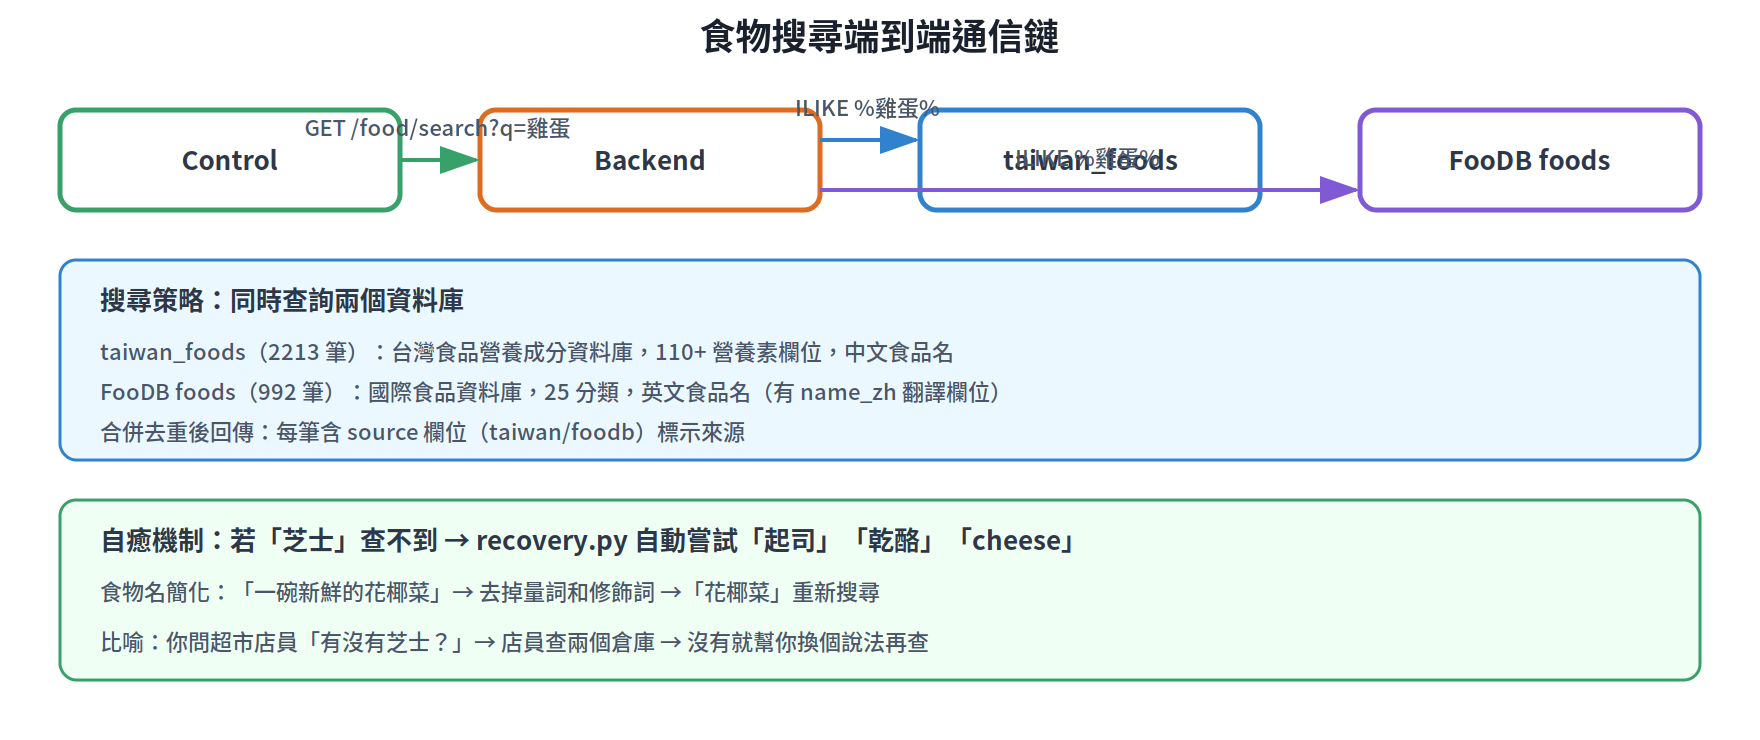 食物搜尋端到端通信鏈
Control
GET /food/search?q=雞蛋
Backend
ILIKE %雞蛋%
taiwan_foods
ILIKE %雞蛋%
FooDB foods
搜尋策略：同時查詢兩個資料庫
taiwan_foods（2213 筆）：台灣食品營養成分資料庫，110+ 營養素欄位，中文食品名
FooDB foods（992 筆）：國際食品資料庫，25 分類，英文食品名（有 name_zh 翻譯欄位）
合併去重後回傳：每筆含 source 欄位（taiwan/foodb）標示來源
自癒機制：若「芝士」查不到 → recovery.py 自動嘗試「起司」「乾酪」「cheese」
食物名簡化：「一碗新鮮的花椰菜」→ 去掉量詞和修飾詞 →「花椰菜」重新搜尋
比喻：你問超市店員「有沒有芝士？」→ 店員查兩個倉庫 → 沒有就幫你換個說法再查